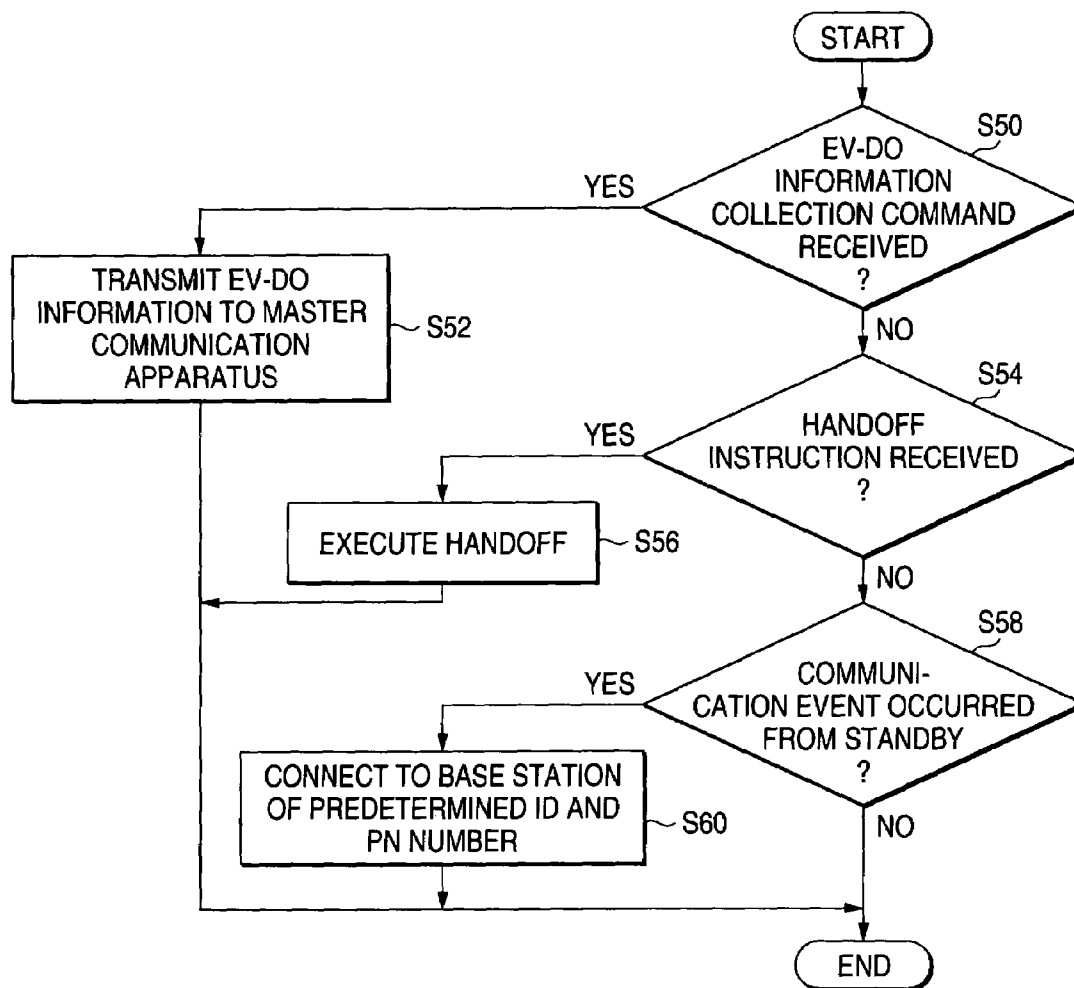 START
S50
EV-DO
INFORMATION
COLLECTION COMMAND
RECEIVED
?
YES
NO
TRANSMIT EV-DO
INFORMATION TO MASTER
COMMUNICATION
APPARATUS
S52
S54
HANDOFF
INSTRUCTION RECEIVED
?
YES
NO
EXECUTE HANDOFF
S56
S58
COMMUNI-
CATION EVENT OCCURRED
FROM STANDBY
?
YES
NO
CONNECT TO BASE STATION
OF PREDETERMINED ID AND
PN NUMBER
S60
END